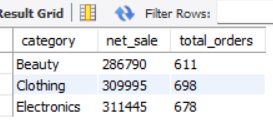 Result Grid Filter Rows:
category net_sale total_orders
Beauty 286790 611
Clothing 309995 698
Electronics 311445 678